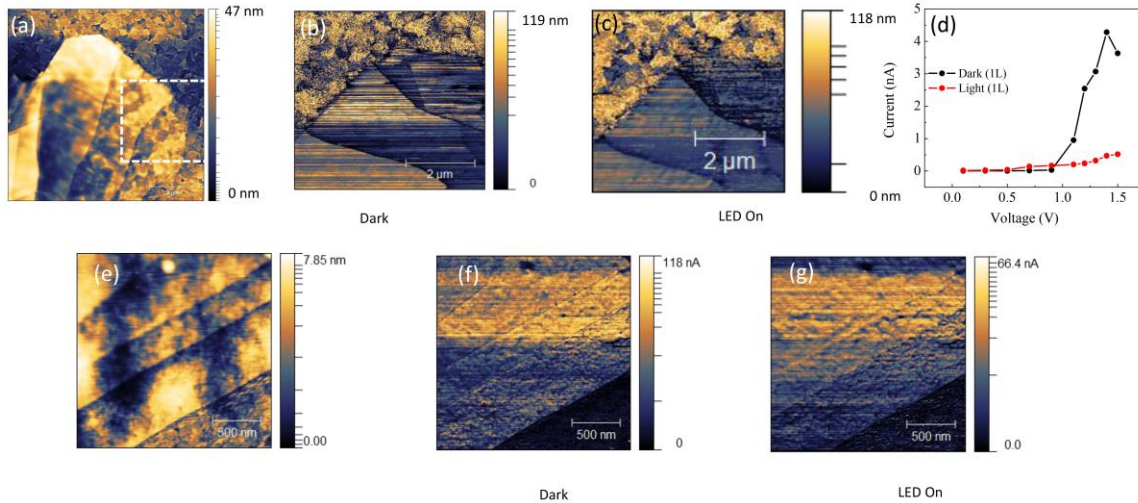 (a)
47 nm
0 nm
(b)
2 µm
119 nm
0
Dark
(c)
2 µm
118 nm
0 nm
LED On
(d)
Current (nA)
5
4
3
2
1
0
Dark (1L)
Light (1L)
0.0 0.5 1.0 1.5
Voltage (V)
(e)
7.85 nm
500 nm
0.00
(f)
118 nA
500 nm
0
Dark
(g)
66.4 nA
500 nm
0.0
LED On